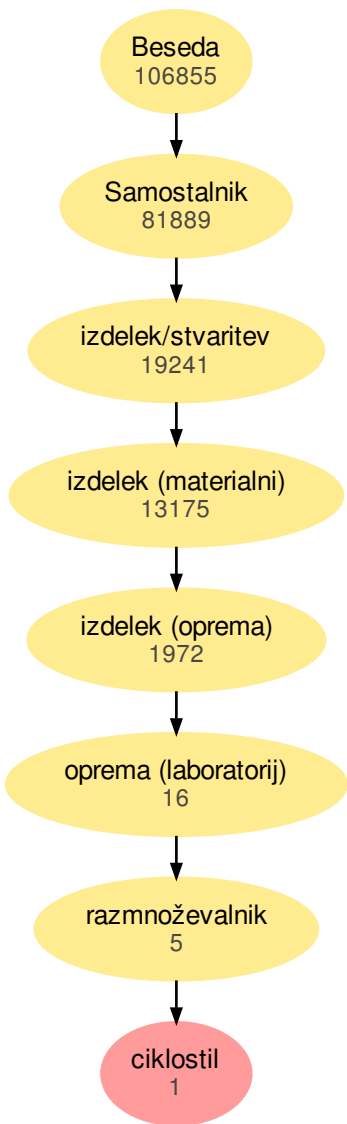 Beseda
106855
Samostalnik
81889
izdelek/stvaritev
19241
izdelek (materialni)
13175
izdelek (oprema)
1972
oprema (laboratorij)
16
razmnoževalnik
5
ciklostil
1